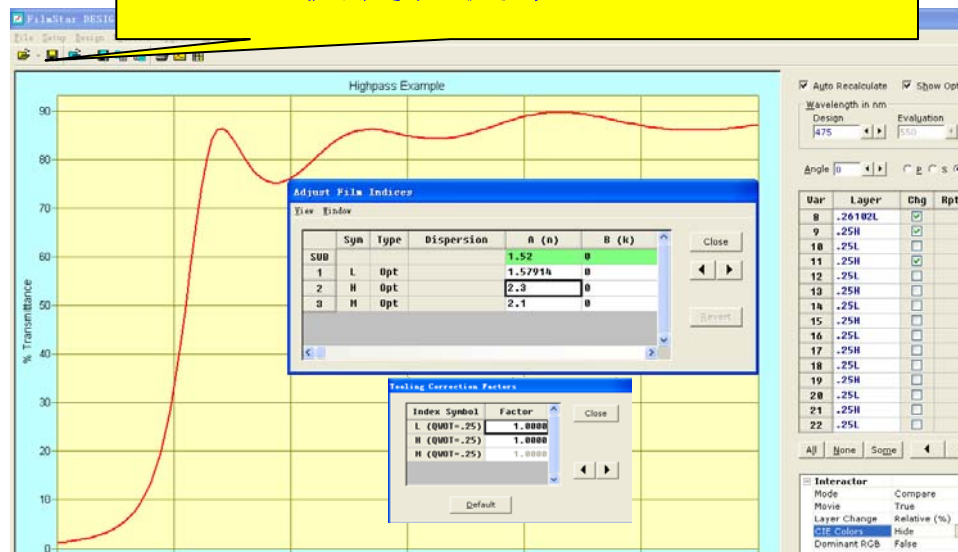 FilmStar DESIG
File Setup Design
Highpass Example
90
80
70
60
50
40
30
20
10
0
% Transmittance
Adjust Film Indices
View Window
Sym Type Dispersion A (n) B (k)
SUB 1.52 0
1 L Opt 1.57914 0
2 H Opt 2.3 0
3 M Opt 2.1 0
Close
Revert
Tooling Correction Factors
Index Symbol Factor
L (QWOT=.25) 1.0000
H (QWOT=.25) 1.0000
M (QWOT=.25) 1.0000
Close
Default
Auto Recalculate Show Opt
Wavelength in nm
Design Evaluation
475 550
Angle 0 P S
Var Layer Chg Rpt
8 .26102L
9 .25H
10 .25L
11 .25H
12 .25L
13 .25H
14 .25L
15 .25H
16 .25L
17 .25H
18 .25L
19 .25H
20 .25L
21 .25H
22 .25L
All None Some
Interactor
Mode Compare
Movie True
Layer Change Relative (%)
CIE Colors Hide
Dominant RGB False